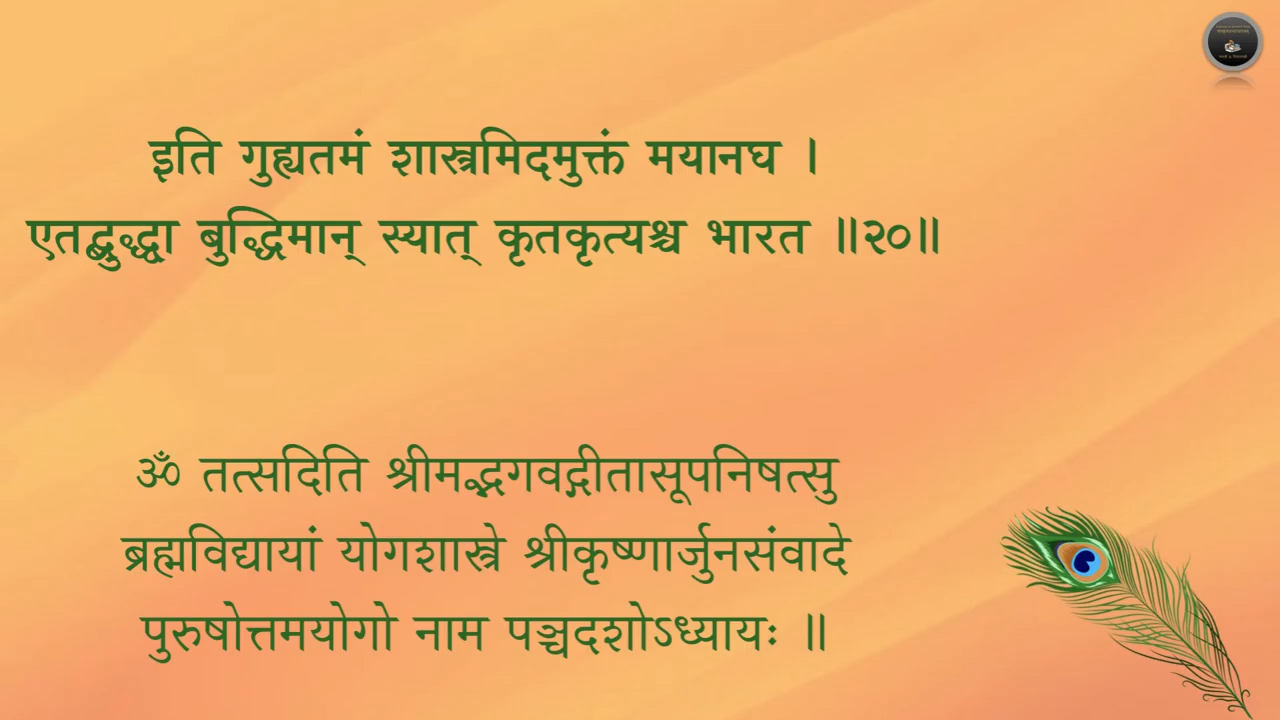 इति गुह्यतमं शास्त्रमिदमुक्तं मयानघ ।
एतद्बुद्ध्वा बुद्धिमान् स्यात् कृतकृत्यश्च भारत ॥२०॥
ॐ तत्सदिति श्रीमद्भगवद्गीतासूपनिषत्सु
ब्रह्मविद्यायां योगशास्त्रे श्रीकृष्णार्जुनसंवादे
पुरुषोत्तमयोगो नाम पञ्चदशोऽध्यायः ॥